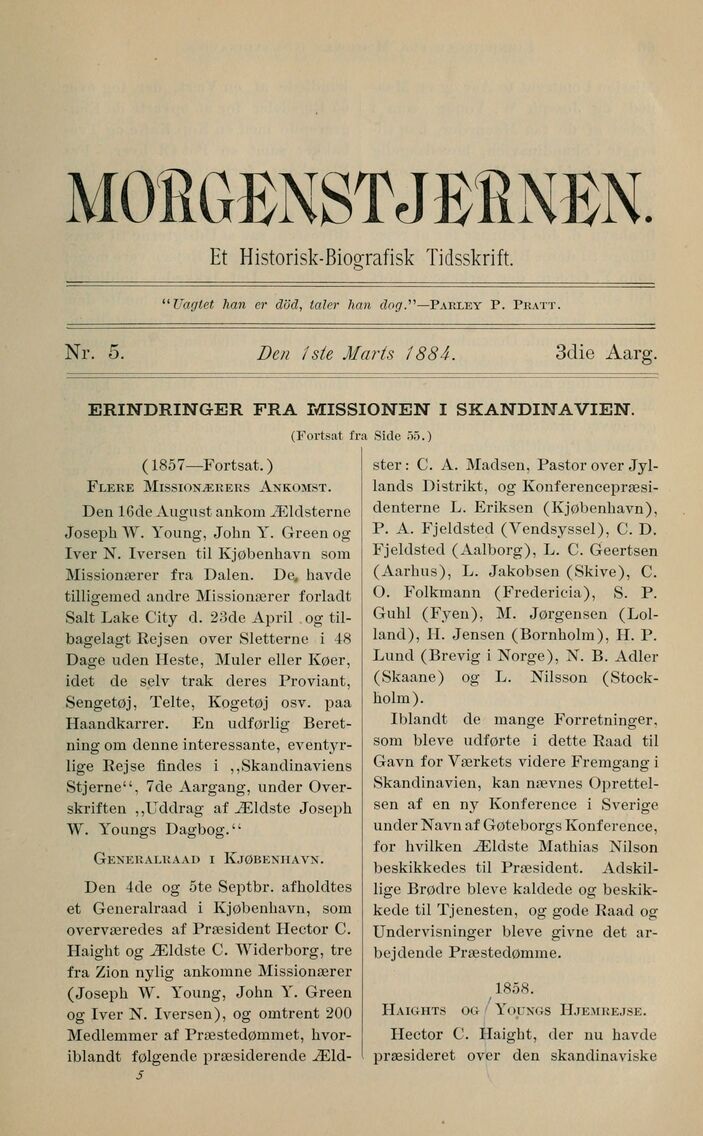 MORGENSTJERNEN.
Et Historisk-Biografisk Tidsskrift.
"Uagtet han er död, taler han dog."—PARLEY P. PRATT.
Nr. 5. Den 1ste Marts 1884. 3die Aarg.
ERINDRINGER FRA MISSIONEN I SKANDINAVIEN.
(Fortsat fra Side 55.)
(1857—Fortsat.)
FLERE MISSIONÆRERS ANKOMST.
Den 16de August ankom Ældsterne
Joseph W. Young, John Y. Green og
Iver N. Iversen til Kjøbenhavn som
Missionærer fra Dalen. De havde
tilligemed andre Missionærer forladt
Salt Lake City d. 23de April og til-
bagelagt Rejsen over Sletterne i 48
Dage uden Heste, Muler eller Køer,
idet de selv trak deres Proviant,
Sengetøj, Telte, Kogetøj osv. paa
Haandkarrer. En udførlig Beret-
ning om denne interessante, eventyr-
lige Rejse findes i ,,Skandinaviens
Stjerne“, 7de Aargang, under Over-
skriften ,,Uddrag af Ældste Joseph
W. Youngs Dagbog.“
GENERALRAAD I KJØBENHAVN.
Den 4de og 5te Septbr. afholdtes
et Generalraad i Kjøbenhavn, som
overværedes af Præsident Hector C.
Haight og Ældste C. Widerborg, tre
fra Zion nylig ankomne Missionærer
(Joseph W. Young, John Y. Green
og Iver N. Iversen), og omtrent 200
Medlemmer af Præstedømmet, hvor-
iblandt følgende præsiderende Æld-
5
ster: C. A. Madsen, Pastor over Jyl-
lands Distrikt, og Konferencepræsi-
denterne L. Eriksen (Kjøbenhavn),
P. A. Fjeldsted (Vendsyssel), C. D.
Fjeldsted (Aalborg), L. C. Geertsen
(Aarhus), L. Jakobsen (Skive), C.
O. Folkmann (Fredericia), S. P.
Guhl (Fyen), M. Jørgensen (Lol-
land), H. Jensen (Bornholm), H. P.
Lund (Brevig i Norge), N. B. Adler
(Skaane) og L. Nilsson (Stock-
holm).
Iblandt de mange Forretninger,
som bleve udførte i dette Raad til
Gavn for Værkets videre Fremgang i
Skandinavien, kan nævnes Oprettel-
sen af en ny Konference i Sverige
under Navn af Gøteborgs Konference,
for hvilken Ældste Mathias Nilson
beskikkedes til Præsident. Adskil-
lige Brødre bleve kaldede og beskik-
kede til Tjenesten, og gode Raad og
Undervisninger bleve givne det ar-
bejdende Præstedømme.
1858.
HAIGHTS OG YOUNGS HJEMREJSE.
Hector C. Haight, der nu havde
præsideret over den skandinaviske